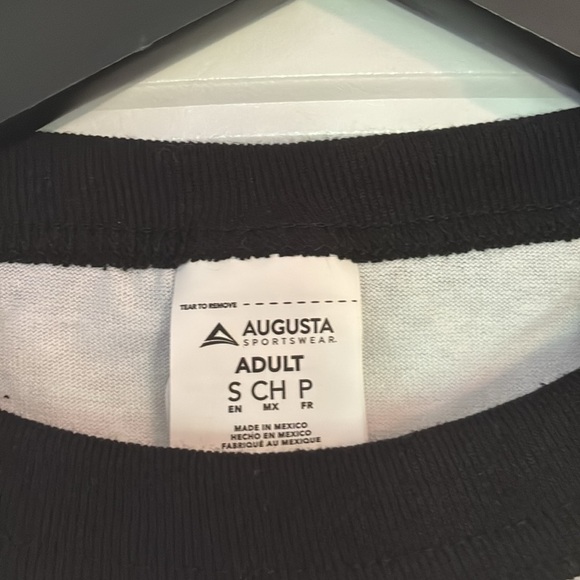 TEAR TO REMOVE
AUGUSTA
SPORTSWEAR
ADULT
S CH P
EN MX FR
MADE IN MEXICO
HECHO EN MEXICO
FABRIQUÉ AU MEXIQUE